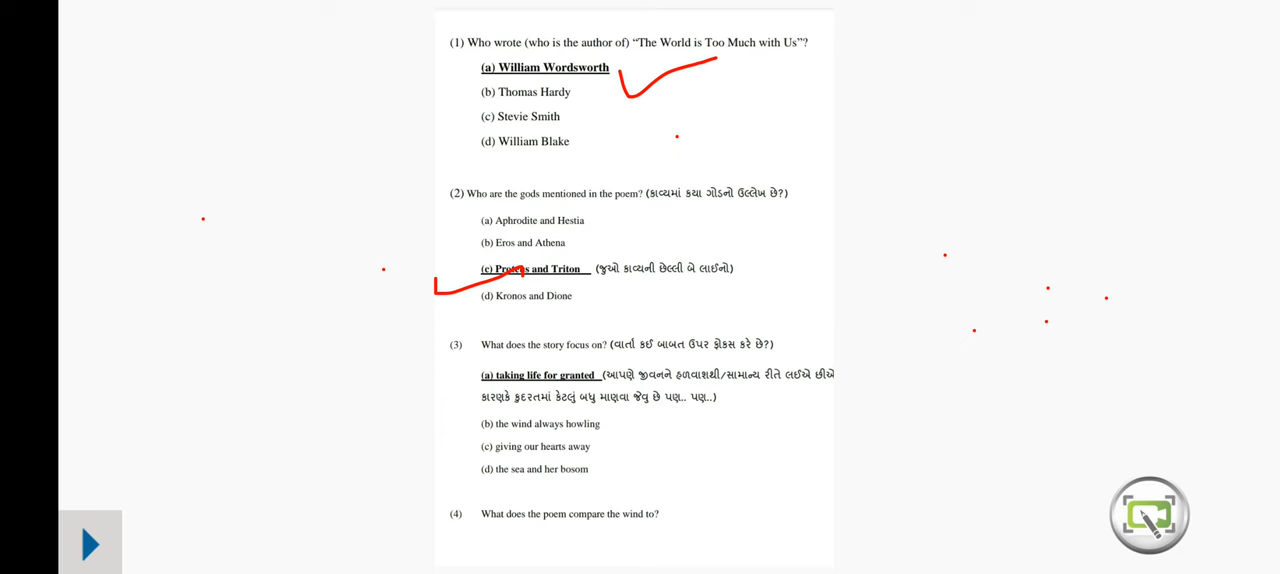 (1) Who wrote (who is the author of) “The World is Too Much with Us”?
(a) William Wordsworth
(b) Thomas Hardy
(c) Stevie Smith
(d) William Blake
(2) Who are the gods mentioned in the poem? (કાવ્યમાં કયા ગોડનો ઉલ્લેખ છે?)
(a) Aphrodite and Hestia
(b) Eros and Athena
(c) Proteus and Triton (જુઓ કાવ્યની છેલ્લી બે લાઈનો)
(d) Kronos and Dione
(3) What does the story focus on? (વાર્તા કઈ બાબત ઉપર ફોકસ કરે છે?)
(a) taking life for granted (આપણે જીવનને હળવાશથી/સામાન્ય રીતે લઈએ છીએ
કારણકે કુદરતમાં કેટલું બધુ માણવા જેવુ છે પણ.. પણ..)
(b) the wind always howling
(c) giving our hearts away
(d) the sea and her bosom
(4) What does the poem compare the wind to?